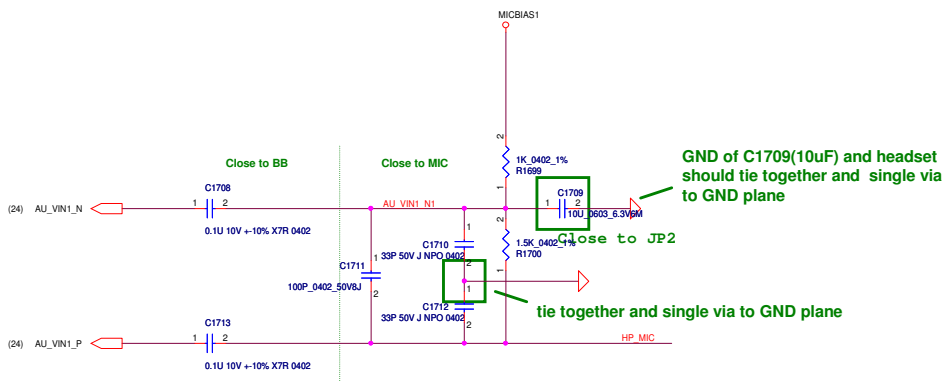 MICBIAS1
2
Close to BB
Close to MIC
1K_0402_1%
R1699
1
GND of C1709(10uF) and headset
should tie together and single via
to GND plane
C1708
C1709
(24) AU_VIN1_N
1
2
AU_VIN1_N1
1
2
10U_0603_6.3V6M
0.1U 10V +-10% X7R 0402
2
Close to JP2
1
C1710
33P 50V J NPO 0402
2
1.5K_0402_1%
R1700
1
C1711
1
100P_0402_50V8J
2
1
C1712
33P 50V J NPO 0402
2
tie together and single via to GND plane
C1713
(24) AU_VIN1_P
1
2
HP_MIC
0.1U 10V +-10% X7R 0402